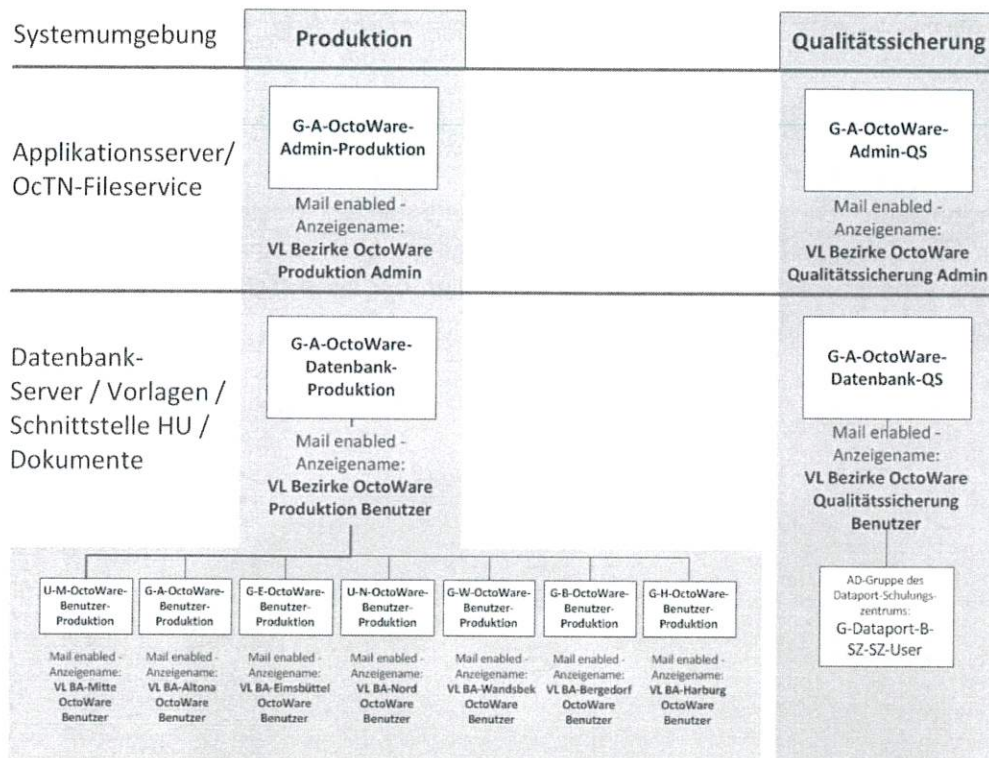 Systemumgebung
Produktion
Qualitätssicherung
Applikationsserver/
OcTN-Fileservice
G-A-OctoWare-
Admin-Produktion
Mail enabled -
Anzeigename:
VL Bezirke OctoWare
Produktion Admin
G-A-OctoWare-
Admin-QS
Mail enabled -
Anzeigename:
VL Bezirke OctoWare
Qualitätssicherung Admin
Datenbank-
Server / Vorlagen /
Schnittstelle HU /
Dokumente
G-A-OctoWare-
Datenbank-
Produktion
Mail enabled -
Anzeigename:
VL Bezirke OctoWare
Produktion Benutzer
G-A-OctoWare-
Datenbank-QS
Mail enabled -
Anzeigename:
VL Bezirke OctoWare
Qualitätssicherung
Benutzer
U-M-OctoWare-
Benutzer-
Produktion
Mail enabled -
Anzeigename:
VL BA-Mitte
OctoWare
Benutzer
G-A-OctoWare-
Benutzer-
Produktion
Mail enabled -
Anzeigename:
VL BA-Altona
OctoWare
Benutzer
G-E-OctoWare-
Benutzer-
Produktion
Mail enabled -
Anzeigename:
VL BA-Eimsbüttel
OctoWare
Benutzer
U-N-OctoWare-
Benutzer-
Produktion
Mail enabled -
Anzeigename:
VL BA-Nord
OctoWare
Benutzer
G-W-OctoWare-
Benutzer-
Produktion
Mail enabled -
Anzeigename:
VL BA-Wandsbek
OctoWare
Benutzer
G-B-OctoWare-
Benutzer-
Produktion
Mail enabled -
Anzeigename:
VL BA-Bergedorf
OctoWare
Benutzer
G-H-OctoWare-
Benutzer-
Produktion
Mail enabled -
Anzeigename:
VL BA-Harburg
OctoWare
Benutzer
AD-Gruppe des
Dataport-Schulungs-
zentrums:
G-Dataport-B-
SZ-SZ-User